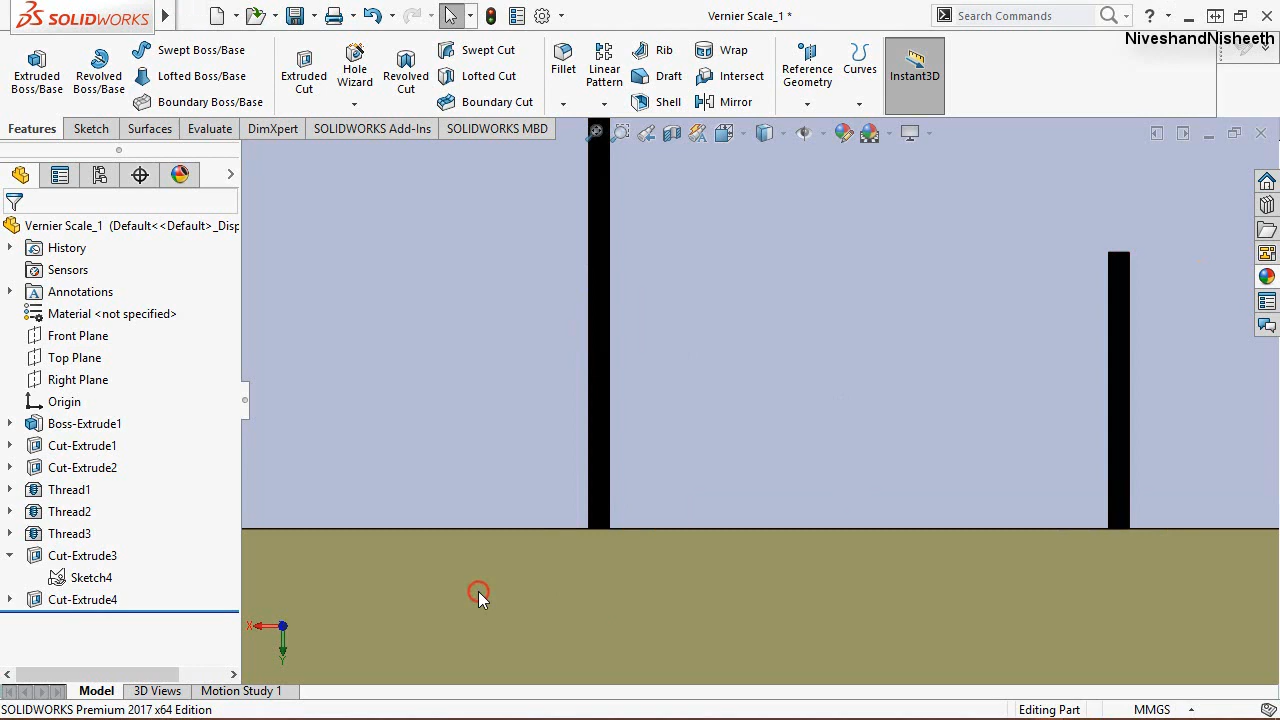 SOLIDWORKS
Vernier Scale_1 *
Search Commands
NiveshandNisheeth
Extruded Boss/Base
Revolved Boss/Base
Swept Boss/Base
Lofted Boss/Base
Boundary Boss/Base
Extruded Cut
Hole Wizard
Revolved Cut
Swept Cut
Lofted Cut
Boundary Cut
Fillet
Linear Pattern
Rib
Draft
Shell
Wrap
Intersect
Mirror
Reference Geometry
Curves
Instant3D
Features
Sketch
Surfaces
Evaluate
DimXpert
SOLIDWORKS Add-Ins
SOLIDWORKS MBD
Vernier Scale_1 (Default<<Default>_Disp
History
Sensors
Annotations
Material <not specified>
Front Plane
Top Plane
Right Plane
Origin
Boss-Extrude1
Cut-Extrude1
Cut-Extrude2
Thread1
Thread2
Thread3
Cut-Extrude3
Sketch4
Cut-Extrude4
X
Y
Model
3D Views
Motion Study 1
SOLIDWORKS Premium 2017 x64 Edition
Editing Part
MMGS